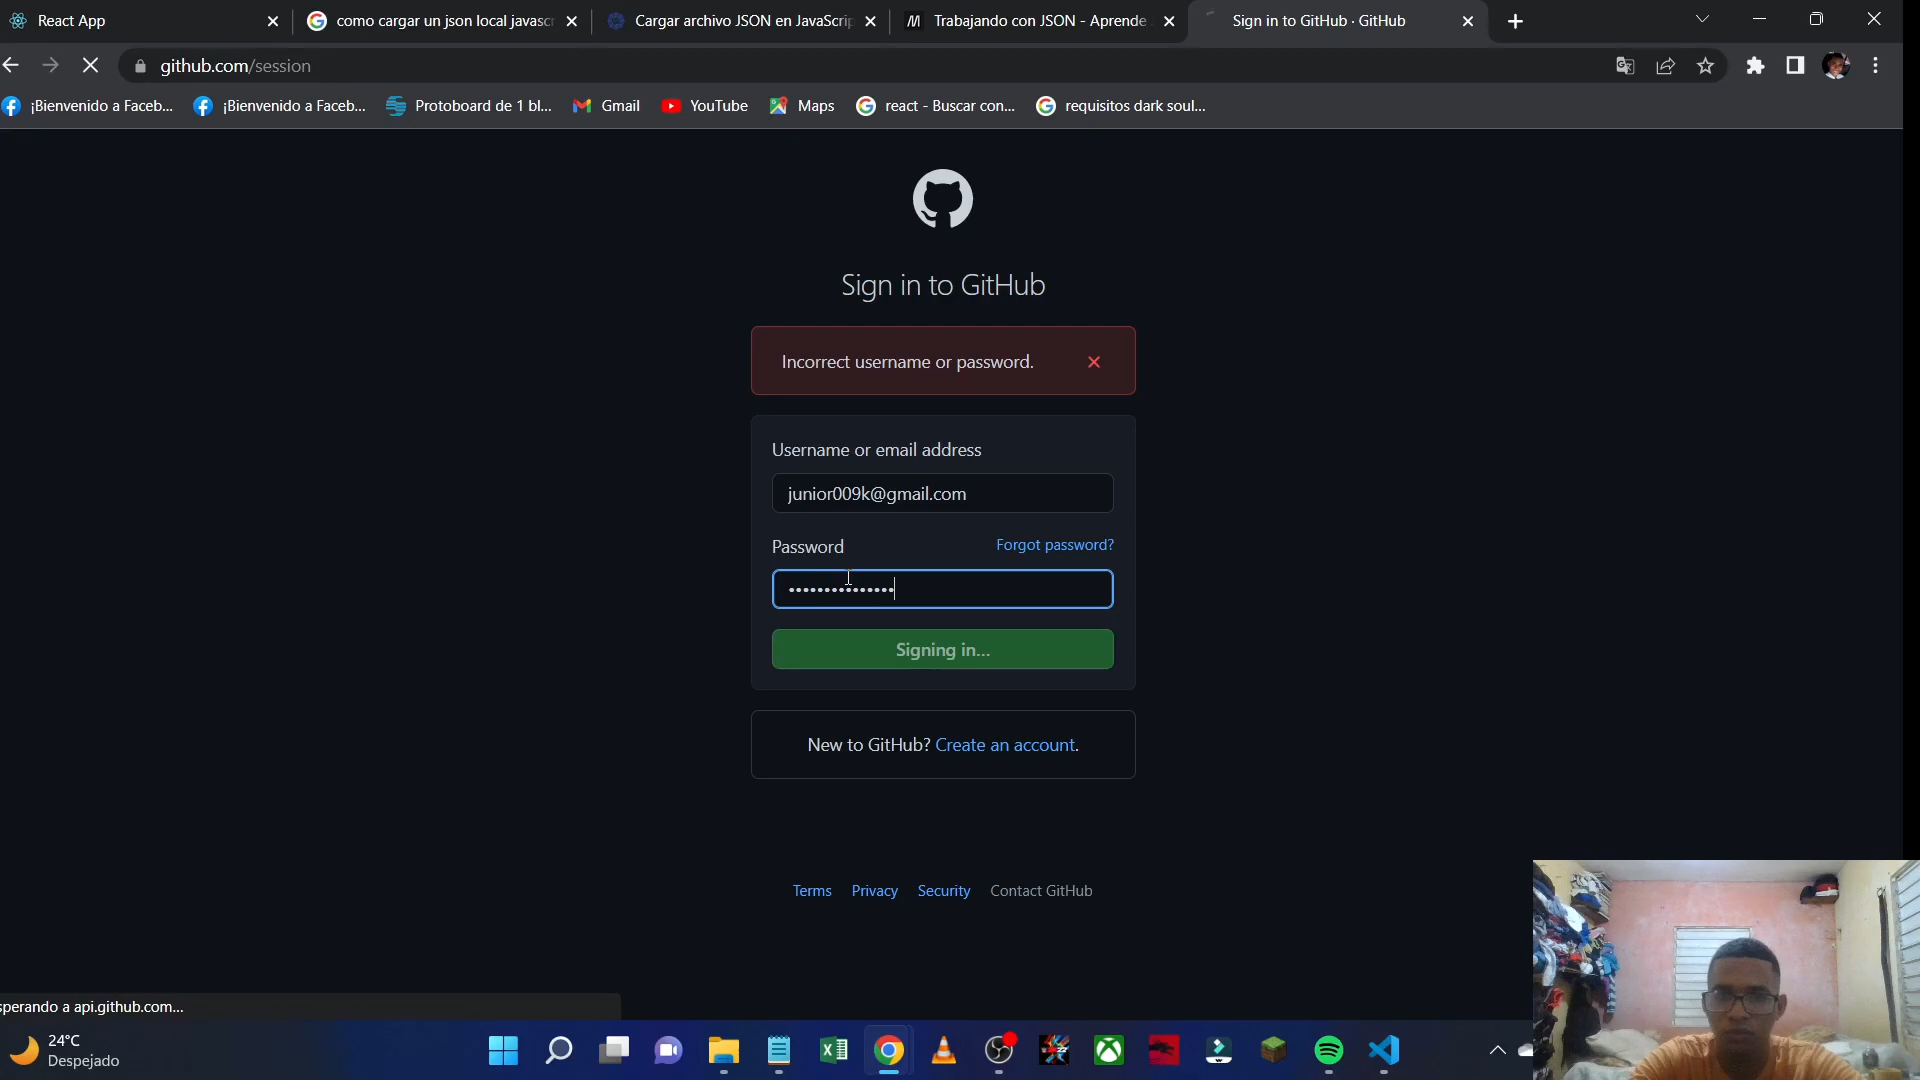 React App
como cargar un json local javascr
Cargar archivo JSON en JavaScrip
Trabajando con JSON - Aprende
Sign in to GitHub · GitHub
github.com/session
¡Bienvenido a Faceb...
¡Bienvenido a Faceb...
Protoboard de 1 bl...
Gmail
YouTube
Maps
react - Buscar con...
requisitos dark soul...
Sign in to GitHub
Incorrect username or password.
Username or email address
junior009k@gmail.com
Password
Forgot password?
Signing in...
New to GitHub? Create an account.
Terms
Privacy
Security
Contact GitHub
sperando a api.github.com...
24°C
Despejado